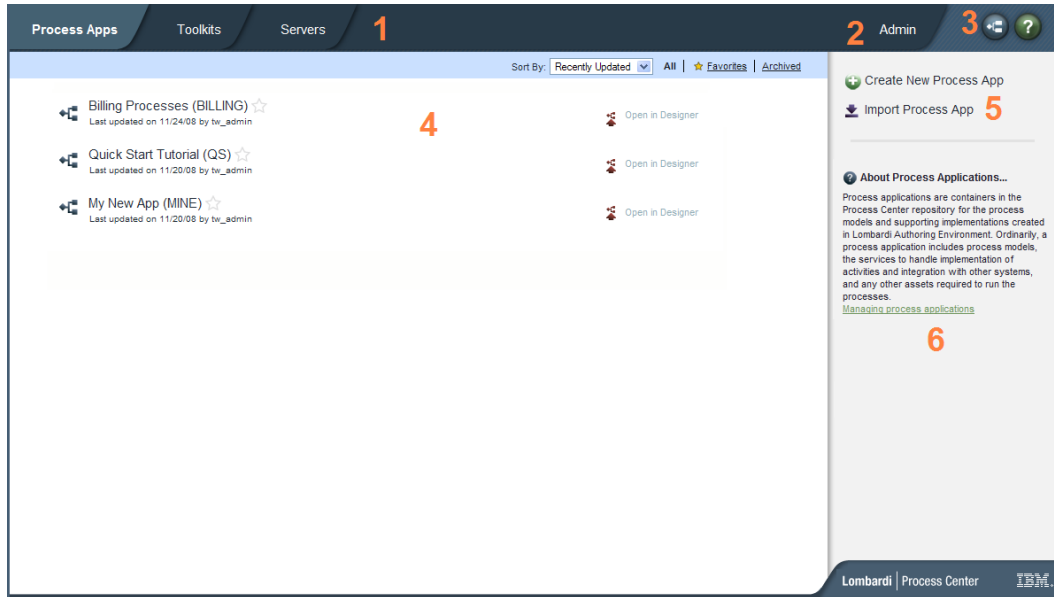 Process Apps Toolkits Servers 1 2 Admin 3 ?
Sort By: Recently Updated All | Favorites | Archived
Billing Processes (BILLING)
Last updated on 11/24/08 by tw_admin
Open in Designer
4
Quick Start Tutorial (QS)
Last updated on 11/20/08 by tw_admin
Open in Designer
My New App (MINE)
Last updated on 11/20/08 by tw_admin
Open in Designer
Create New Process App
Import Process App 5
? About Process Applications...
Process applications are containers in the
Process Center repository for the process
models and supporting implementations created
in Lombardi Authoring Environment. Ordinarily, a
process application includes process models,
the services to handle implementation of
activities and integration with other systems,
and any other assets required to run the
processes.
Managing process applications
6
Lombardi | Process Center IBM.